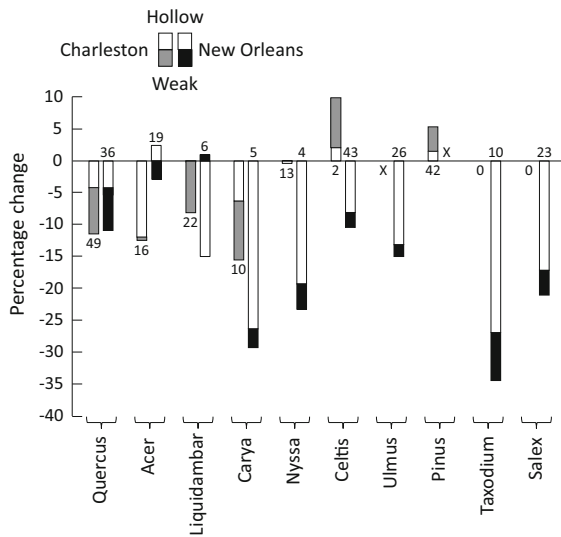 Hollow
Charleston New Orleans
Weak
Percentage change
10
5
0
-5
-10
-15
-20
-25
-30
-35
-40
36 19 6 5 4 43 26 X 10 23
49 16 22 10 13 2 X 42 0 0
Quercus
Acer
Liquidambar
Carya
Nyssa
Celtis
Ulmus
Pinus
Taxodium
Salex